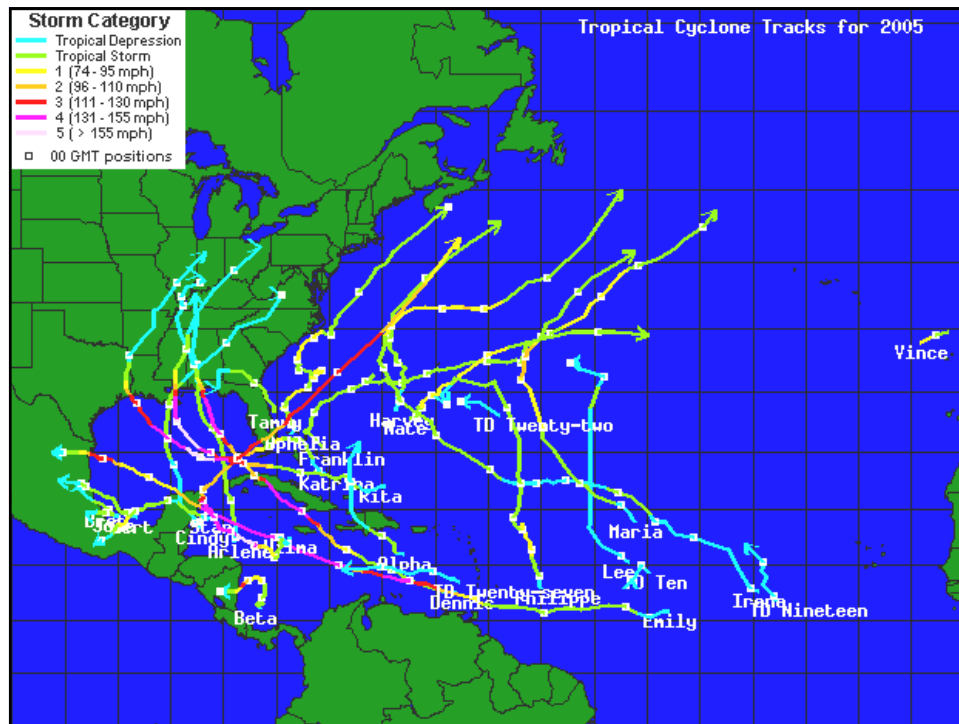 Storm Category
Tropical Depression
Tropical Storm
1 (74 - 95 mph)
2 (96 - 110 mph)
3 (111 - 130 mph)
4 (131 - 155 mph)
5 ( > 155 mph)
00 GMT positions
Tropical Cyclone Tracks for 2005
Vince
Tammy
Harvey
Nate
TD Twenty-two
Ophelia
Franklin
Katrina
Rita
Stan
Cindy
Arlene
Maria
Lee
TD Ten
Alpha
TD Twenty-seven
Philippe
Dennis
Emily
Irene
TD Nineteen
Beta